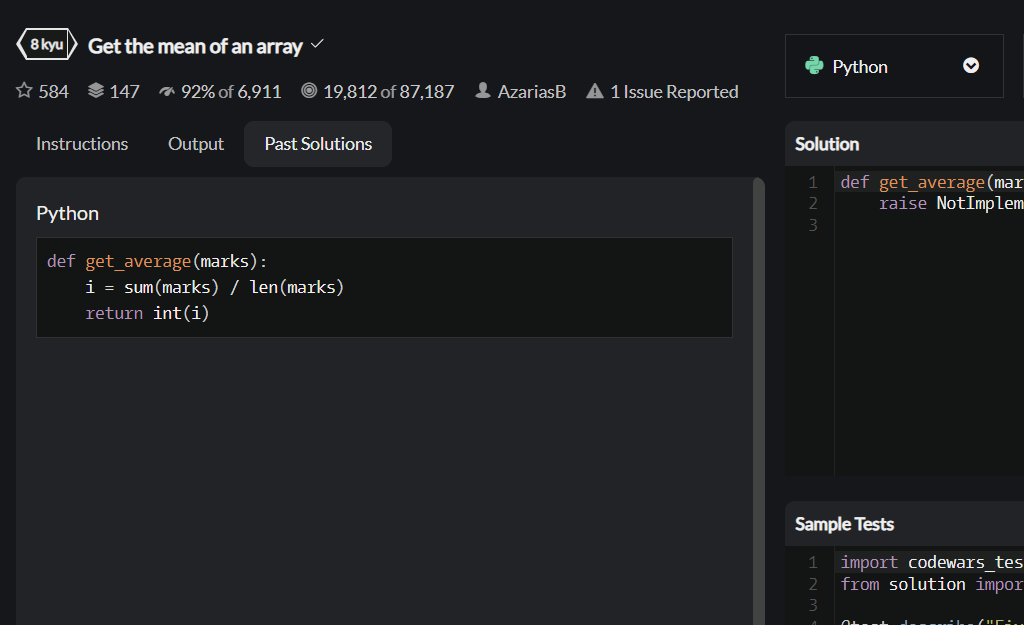 8 kyu Get the mean of an array
584 147 92% of 6,911 19,812 of 87,187 AzariasB 1 Issue Reported
Python
Instructions Output Past Solutions
Python
def get_average(marks):
    i = sum(marks) / len(marks)
    return int(i)
Solution
1 def get_average(mar
2     raise NotImplem
3
Sample Tests
1 import codewars_tes
2 from solution impor
3